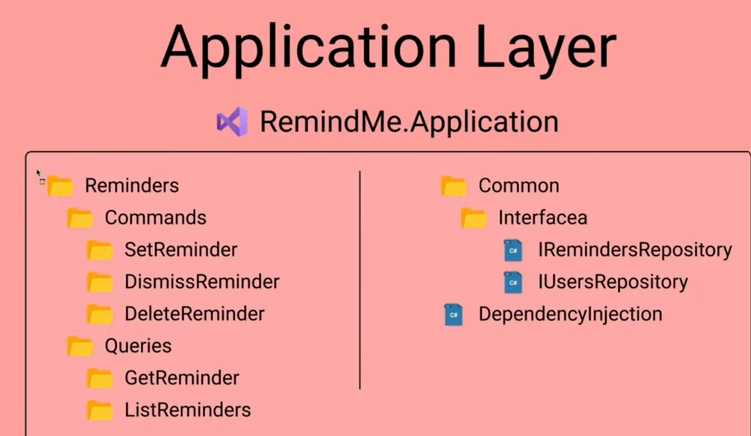 Application Layer
RemindMe.Application
Reminders
Commands
SetReminder
DismissReminder
DeleteReminder
Queries
GetReminder
ListReminders
Common
Interfacea
C#
IRemindersRepository
C#
IUsersRepository
C#
DependencyInjection